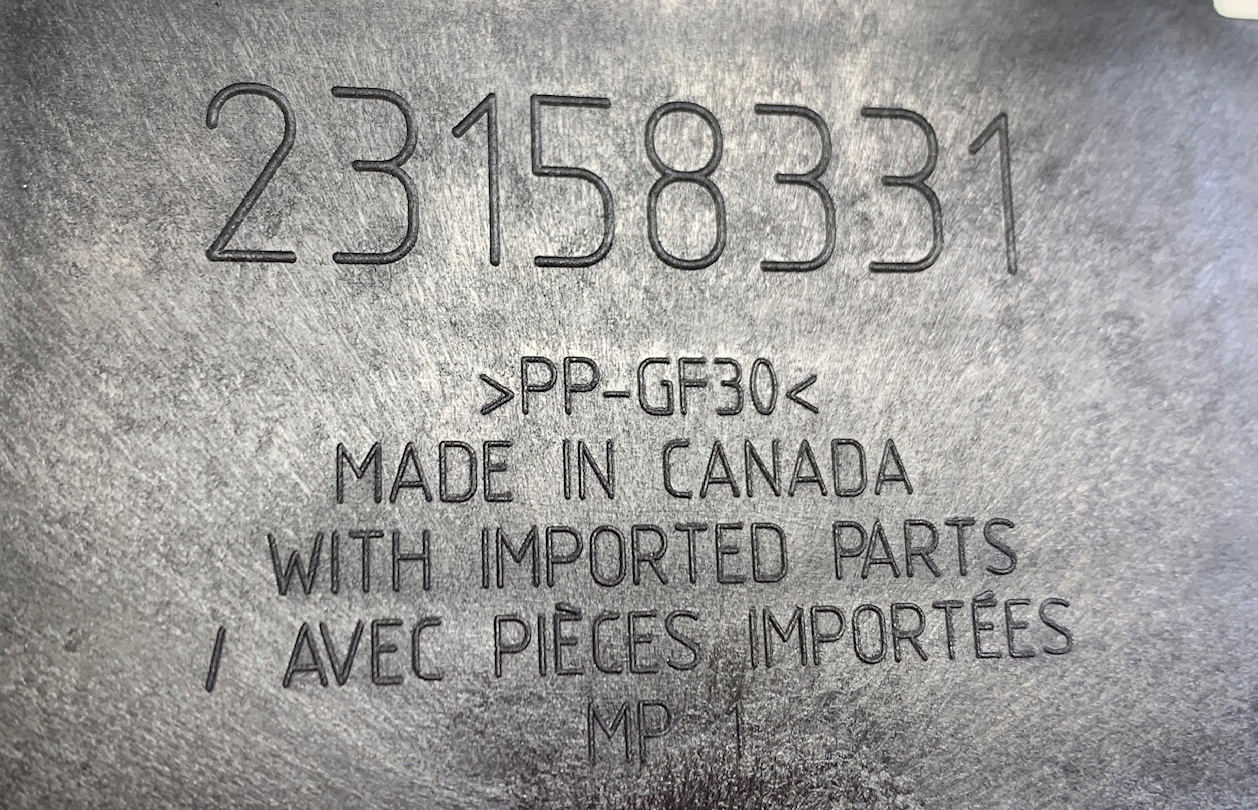 23158331
>PP-GF30<
MADE IN CANADA
WITH IMPORTED PARTS
/ AVEC PIÈCES IMPORTÉES
MP 1